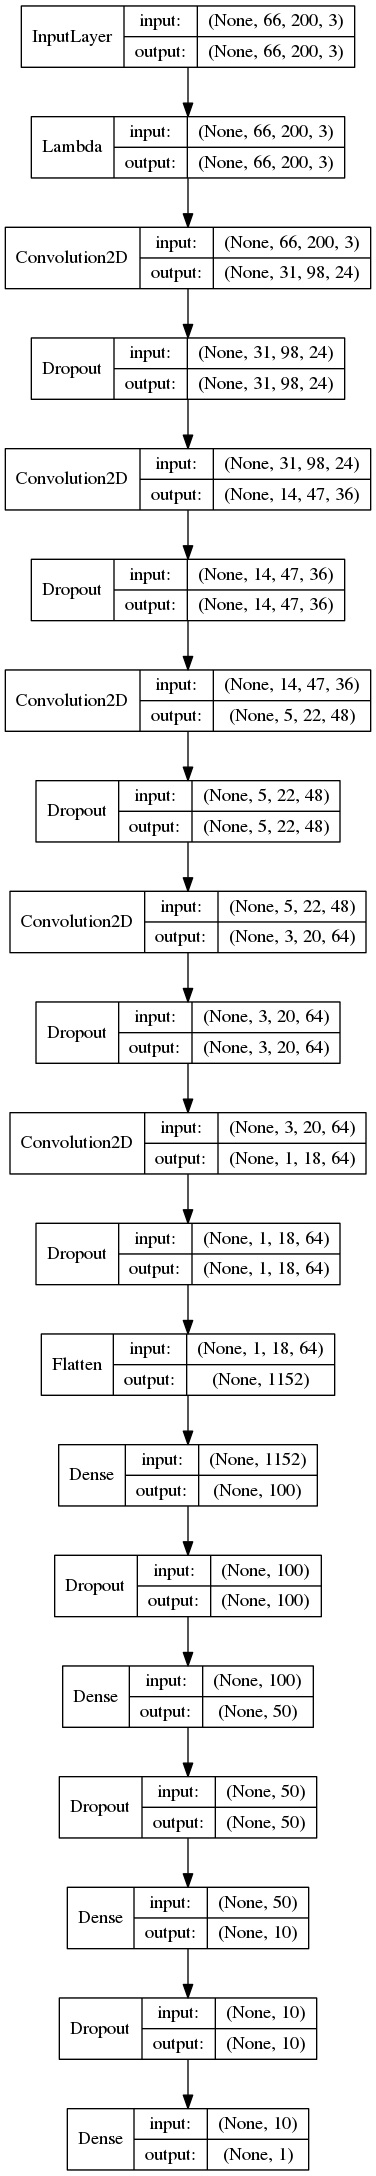 InputLayer input: (None, 66, 200, 3)
output: (None, 66, 200, 3)
Lambda input: (None, 66, 200, 3)
output: (None, 66, 200, 3)
Convolution2D input: (None, 66, 200, 3)
output: (None, 31, 98, 24)
Dropout input: (None, 31, 98, 24)
output: (None, 31, 98, 24)
Convolution2D input: (None, 31, 98, 24)
output: (None, 14, 47, 36)
Dropout input: (None, 14, 47, 36)
output: (None, 14, 47, 36)
Convolution2D input: (None, 14, 47, 36)
output: (None, 5, 22, 48)
Dropout input: (None, 5, 22, 48)
output: (None, 5, 22, 48)
Convolution2D input: (None, 5, 22, 48)
output: (None, 3, 20, 64)
Dropout input: (None, 3, 20, 64)
output: (None, 3, 20, 64)
Convolution2D input: (None, 3, 20, 64)
output: (None, 1, 18, 64)
Dropout input: (None, 1, 18, 64)
output: (None, 1, 18, 64)
Flatten input: (None, 1, 18, 64)
output: (None, 1152)
Dense input: (None, 1152)
output: (None, 100)
Dropout input: (None, 100)
output: (None, 100)
Dense input: (None, 100)
output: (None, 50)
Dropout input: (None, 50)
output: (None, 50)
Dense input: (None, 50)
output: (None, 10)
Dropout input: (None, 10)
output: (None, 10)
Dense input: (None, 10)
output: (None, 1)